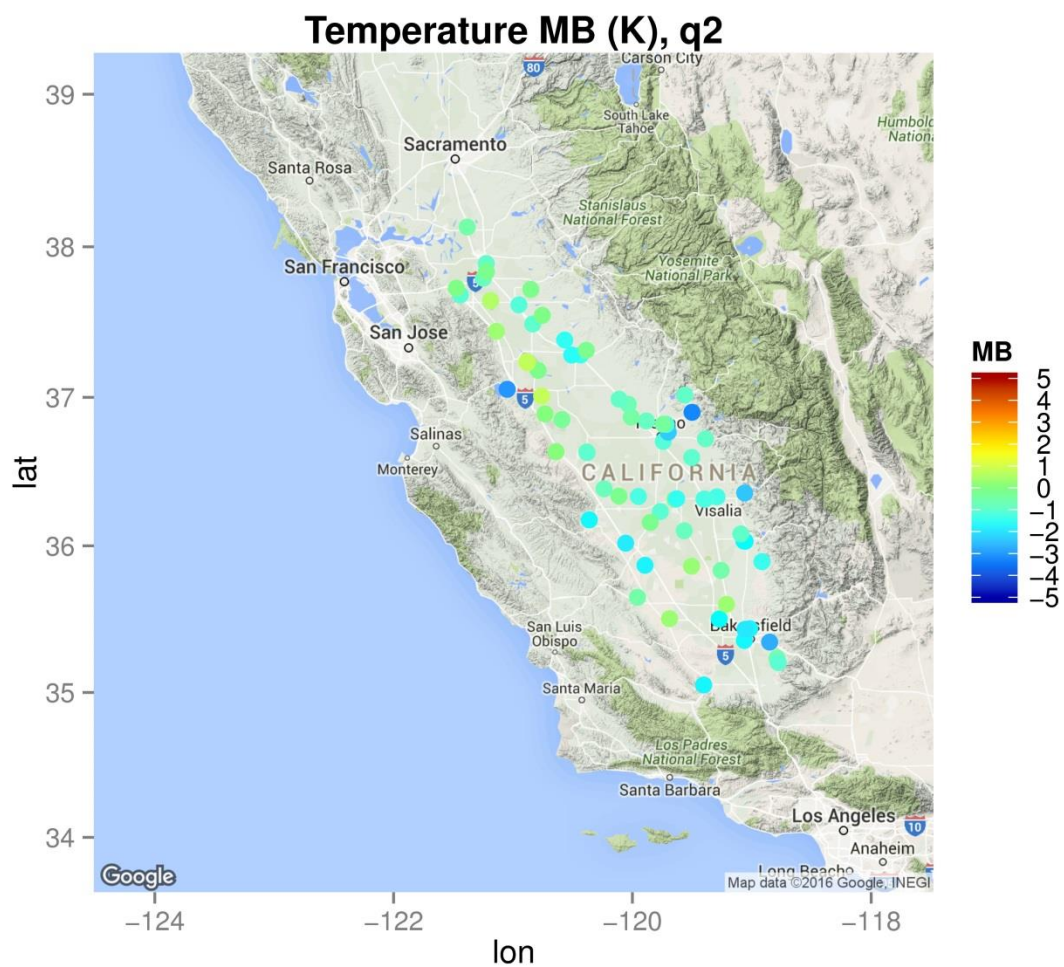 Temperature MB (K), q2
39
38
37
36
35
34
lat
−124
−122
−120
−118
lon
80
Carson City
South Lake
Tahoe
Humbol
Nationa
Sacramento
Santa Rosa
Stanislaus
National Forest
San Francisco
5
Yosemite
National Park
San Jose
5
Salinas
Monterey
CALIFORNIA
Visalia
San Luis
Obispo
Bakersfield
5
Santa Maria
Los Padres
National Forest
Santa Barbara
Los Angeles
10
Anaheim
Long Beach
5
Google
Map data ©2016 Google, INEGI
MB
5
4
3
2
1
0
−1
−2
−3
−4
−5